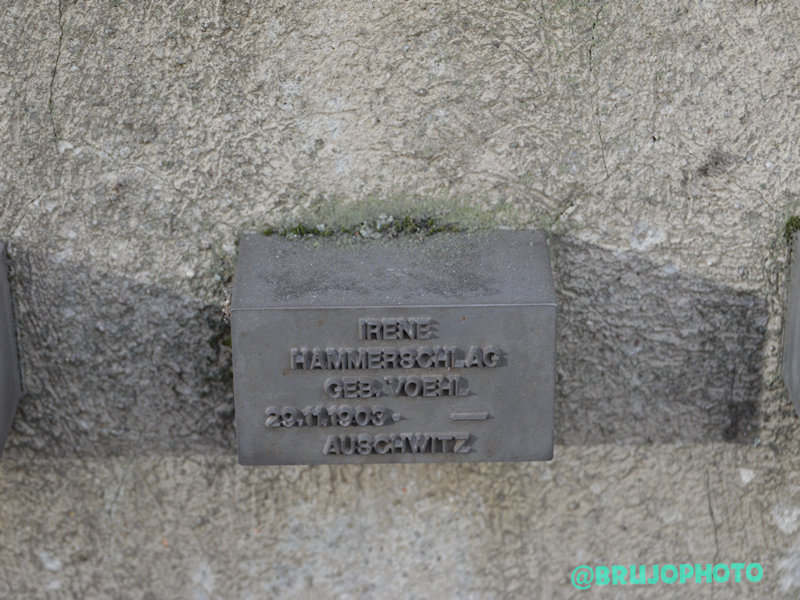 IRENE
HAMMERSCHLAG
GEB. VOEHL
29.11.1903 - —
AUSCHWITZ
@BRUJOPHOTO